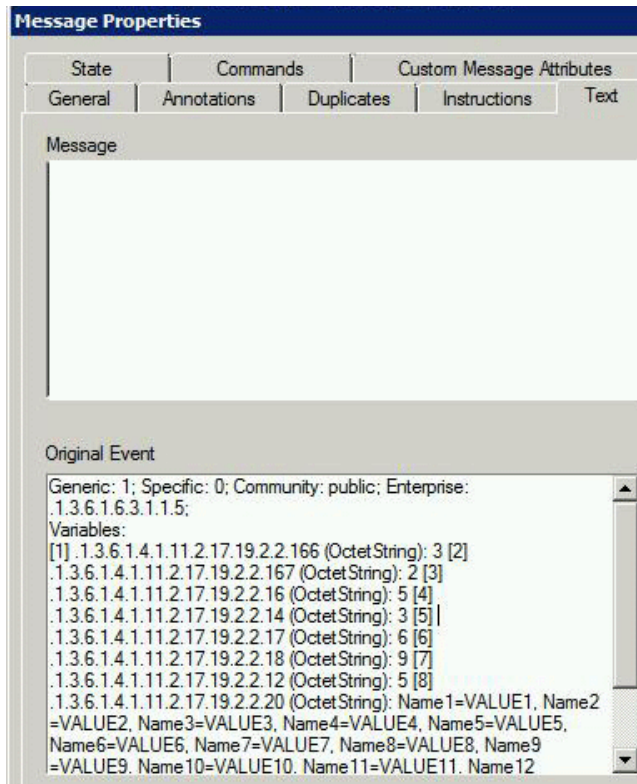 Message Properties
State Commands Custom Message Attributes
General Annotations Duplicates Instructions Text
Message
Original Event
Generic: 1; Specific: 0; Community: public; Enterprise:
.1.3.6.1.6.3.1.1.5;
Variables:
[1] .1.3.6.1.4.1.11.2.17.19.2.2.166 (OctetString): 3 [2]
.1.3.6.1.4.1.11.2.17.19.2.2.167 (OctetString): 2 [3]
.1.3.6.1.4.1.11.2.17.19.2.2.16 (OctetString): 5 [4]
.1.3.6.1.4.1.11.2.17.19.2.2.14 (OctetString): 3 [5]
.1.3.6.1.4.1.11.2.17.19.2.2.17 (OctetString): 6 [6]
.1.3.6.1.4.1.11.2.17.19.2.2.18 (OctetString): 9 [7]
.1.3.6.1.4.1.11.2.17.19.2.2.12 (OctetString): 5 [8]
.1.3.6.1.4.1.11.2.17.19.2.2.20 (OctetString): Name1=VALUE1, Name2
=VALUE2, Name3=VALUE3, Name4=VALUE4, Name5=VALUE5,
Name6=VALUE6, Name7=VALUE7, Name8=VALUE8, Name9
=VALUE9, Name10=VALUE10, Name11=VALUE11, Name12